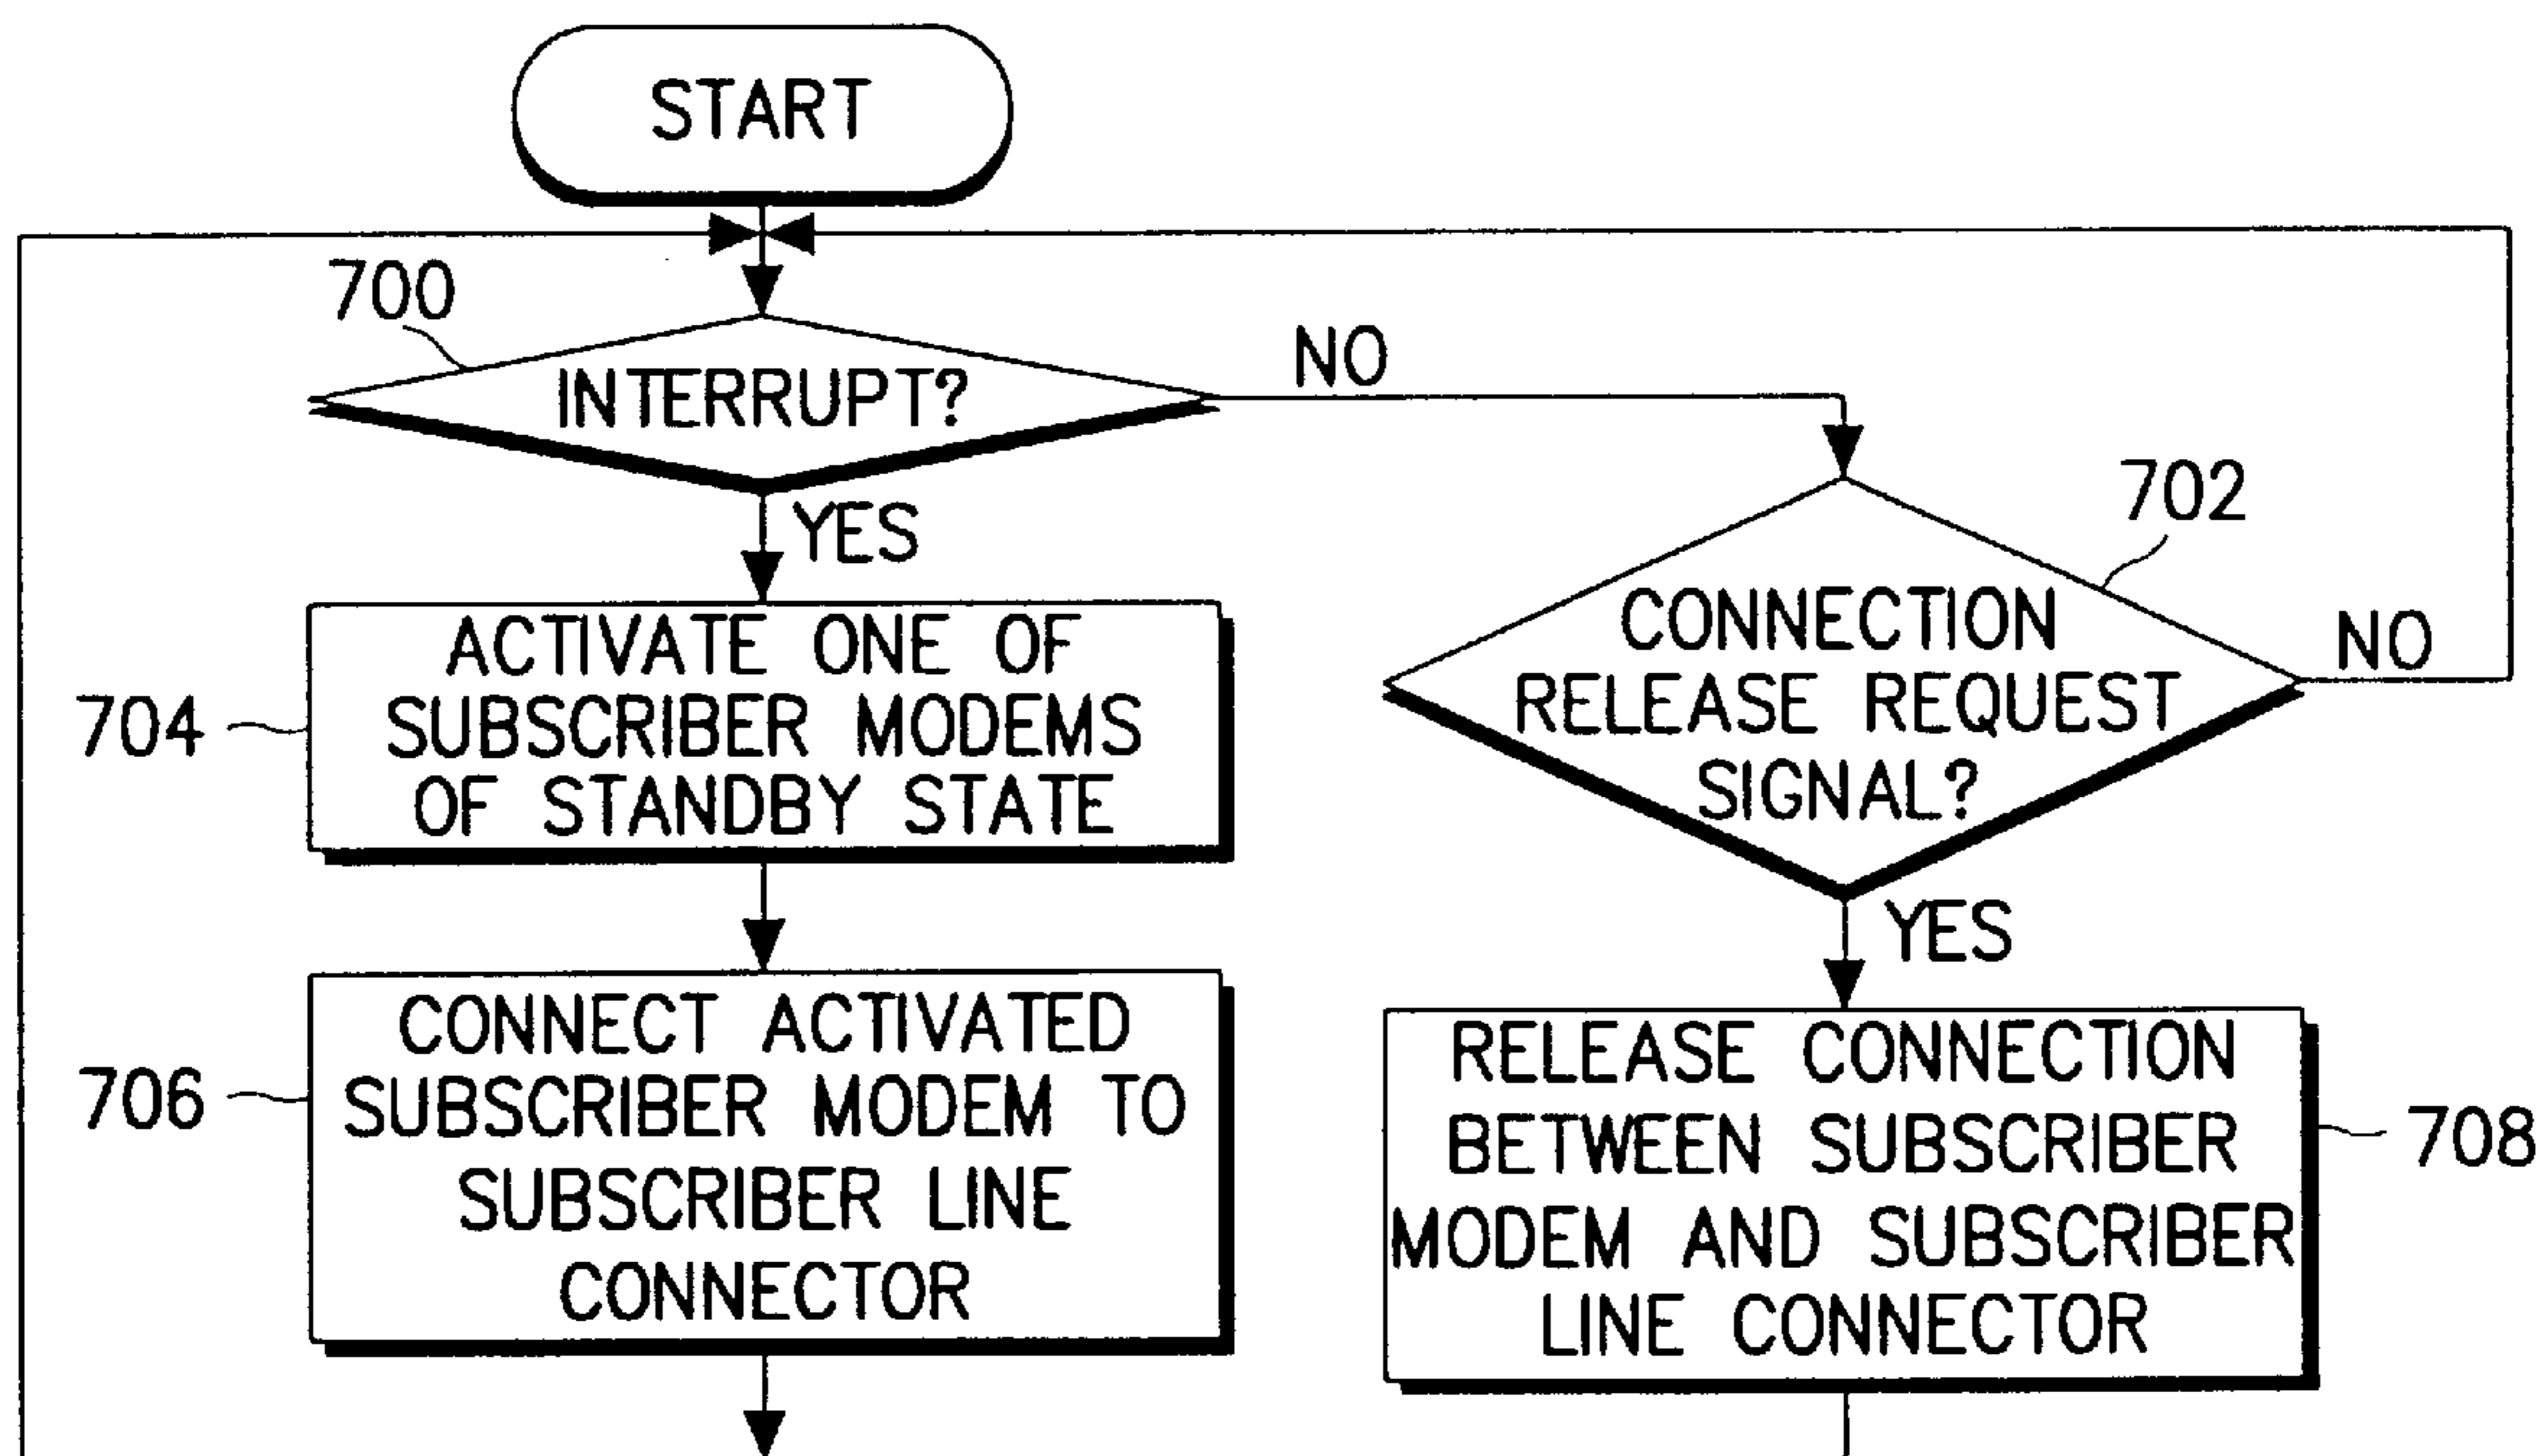 START
700
INTERRUPT?
NO
YES
702
CONNECTION
RELEASE REQUEST
SIGNAL?
NO
YES
704
ACTIVATE ONE OF
SUBSCRIBER MODEMS
OF STANDBY STATE
706
CONNECT ACTIVATED
SUBSCRIBER MODEM TO
SUBSCRIBER LINE
CONNECTOR
RELEASE CONNECTION
BETWEEN SUBSCRIBER
MODEM AND SUBSCRIBER
LINE CONNECTOR
708